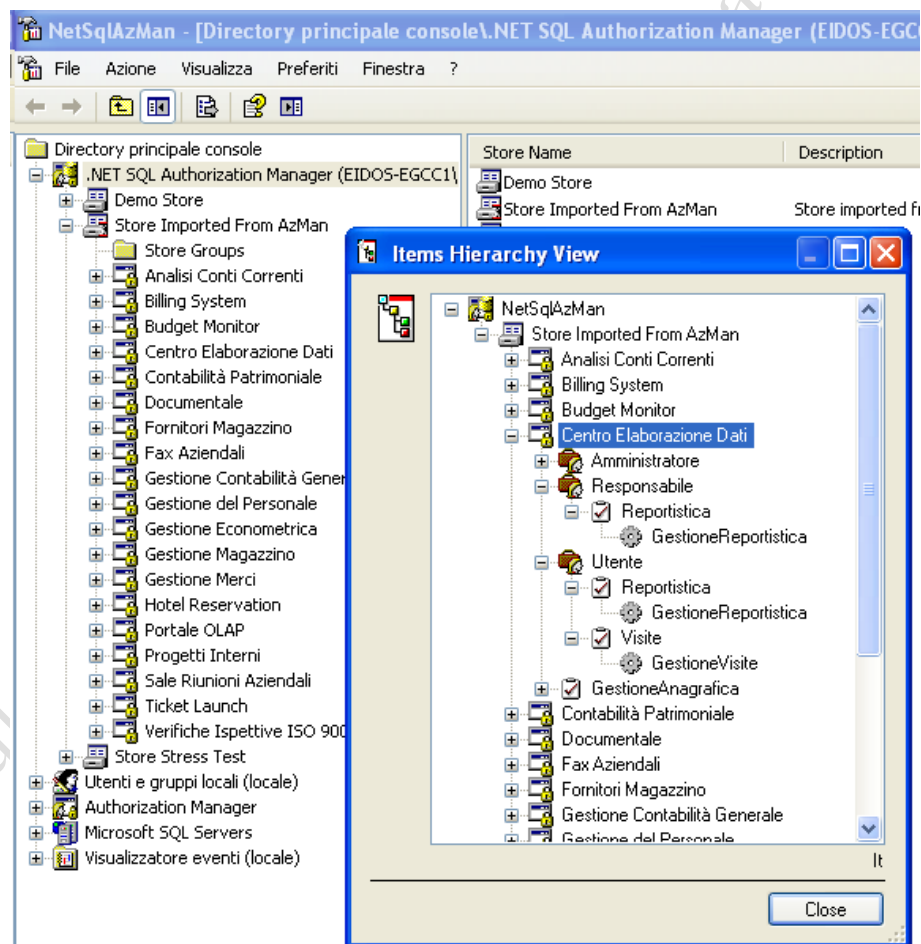 NetSqlAzMan - [Directory principale console\.NET SQL Authorization Manager (EIDOS-EGCC
File Azione Visualizza Preferiti Finestra ?
Directory principale console
.NET SQL Authorization Manager (EIDOS-EGCC1\
Demo Store
Store Imported From AzMan
Store Groups
Analisi Conti Correnti
Billing System
Budget Monitor
Centro Elaborazione Dati
Contabilità Patrimoniale
Documentale
Fornitori Magazzino
Fax Aziendali
Gestione Contabilità Gener
Gestione del Personale
Gestione Econometrica
Gestione Magazzino
Gestione Merci
Hotel Reservation
Portale OLAP
Progetti Interni
Sale Riunioni Aziendali
Ticket Launch
Verifiche Ispettive ISO 900
Store Stress Test
Utenti e gruppi locali (locale)
Authorization Manager
Microsoft SQL Servers
Visualizzatore eventi (locale)
Store Name Description
Demo Store
Store Imported From AzMan Store imported fr
Items Hierarchy View
NetSqlAzMan
Store Imported From AzMan
Analisi Conti Correnti
Billing System
Budget Monitor
Centro Elaborazione Dati
Amministratore
Responsabile
Reportistica
GestioneReportistica
Utente
Reportistica
GestioneReportistica
Visite
GestioneVisite
GestioneAnagrafica
Contabilità Patrimoniale
Documentale
Fax Aziendali
Fornitori Magazzino
Gestione Contabilità Generale
Gestione del Personale
It
Close